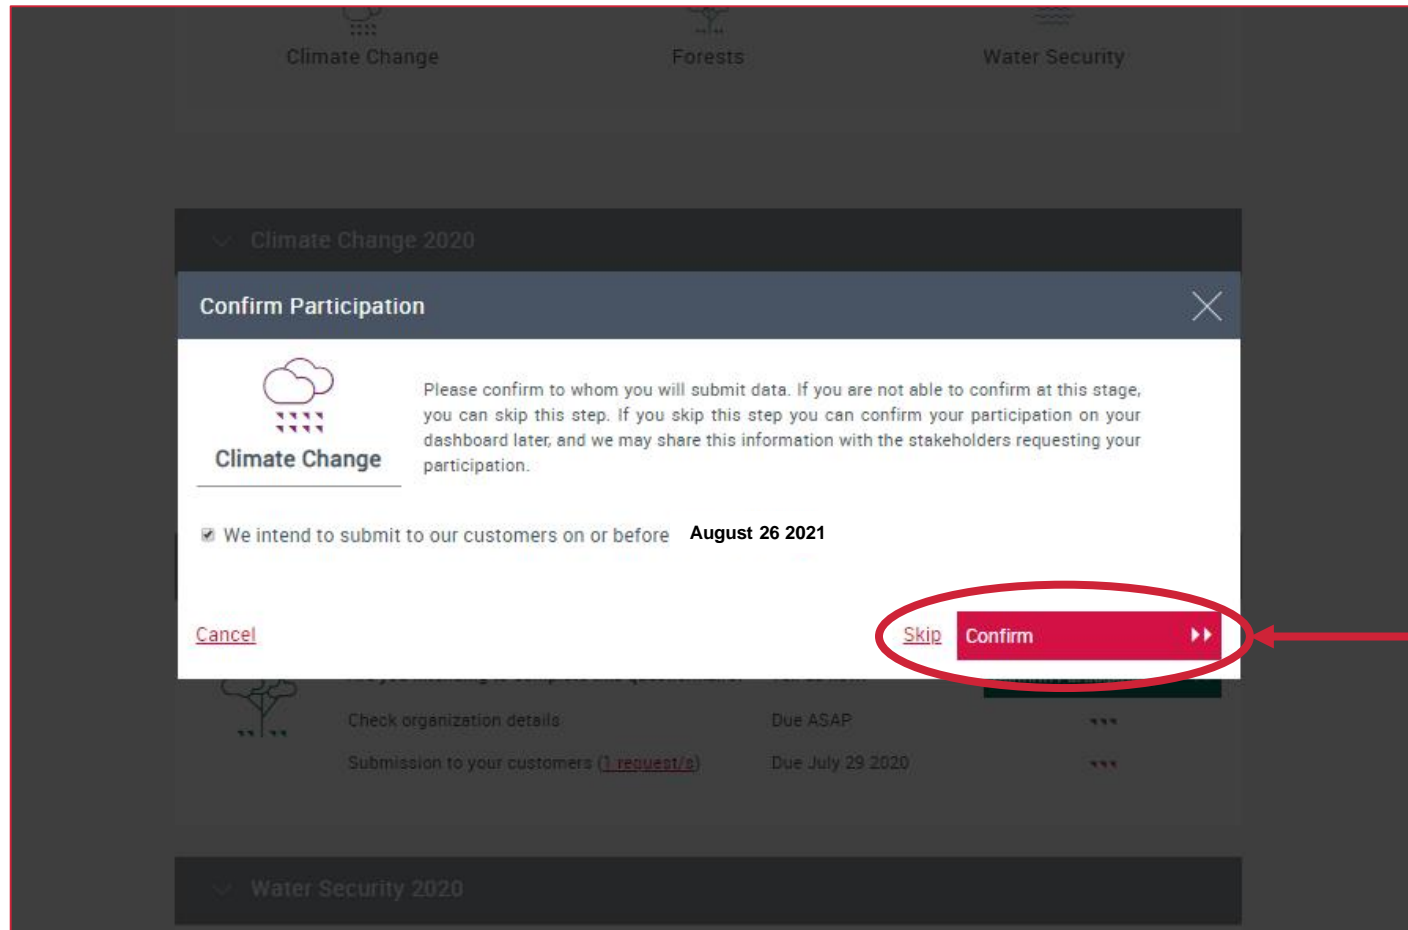 Climate Change
Forests
Water Security
Climate Change 2020
Confirm Participation
Please confirm to whom you will submit data. If you are not able to confirm at this stage,
you can skip this step. If you skip this step you can confirm your participation on your
dashboard later, and we may share this information with the stakeholders requesting your
participation.
Climate Change
We intend to submit to our customers on or before August 26 2021
Cancel
Skip
Confirm
Check organization details Due ASAP
Submission to your customers (1 request/s) Due July 29 2020
Water Security 2020